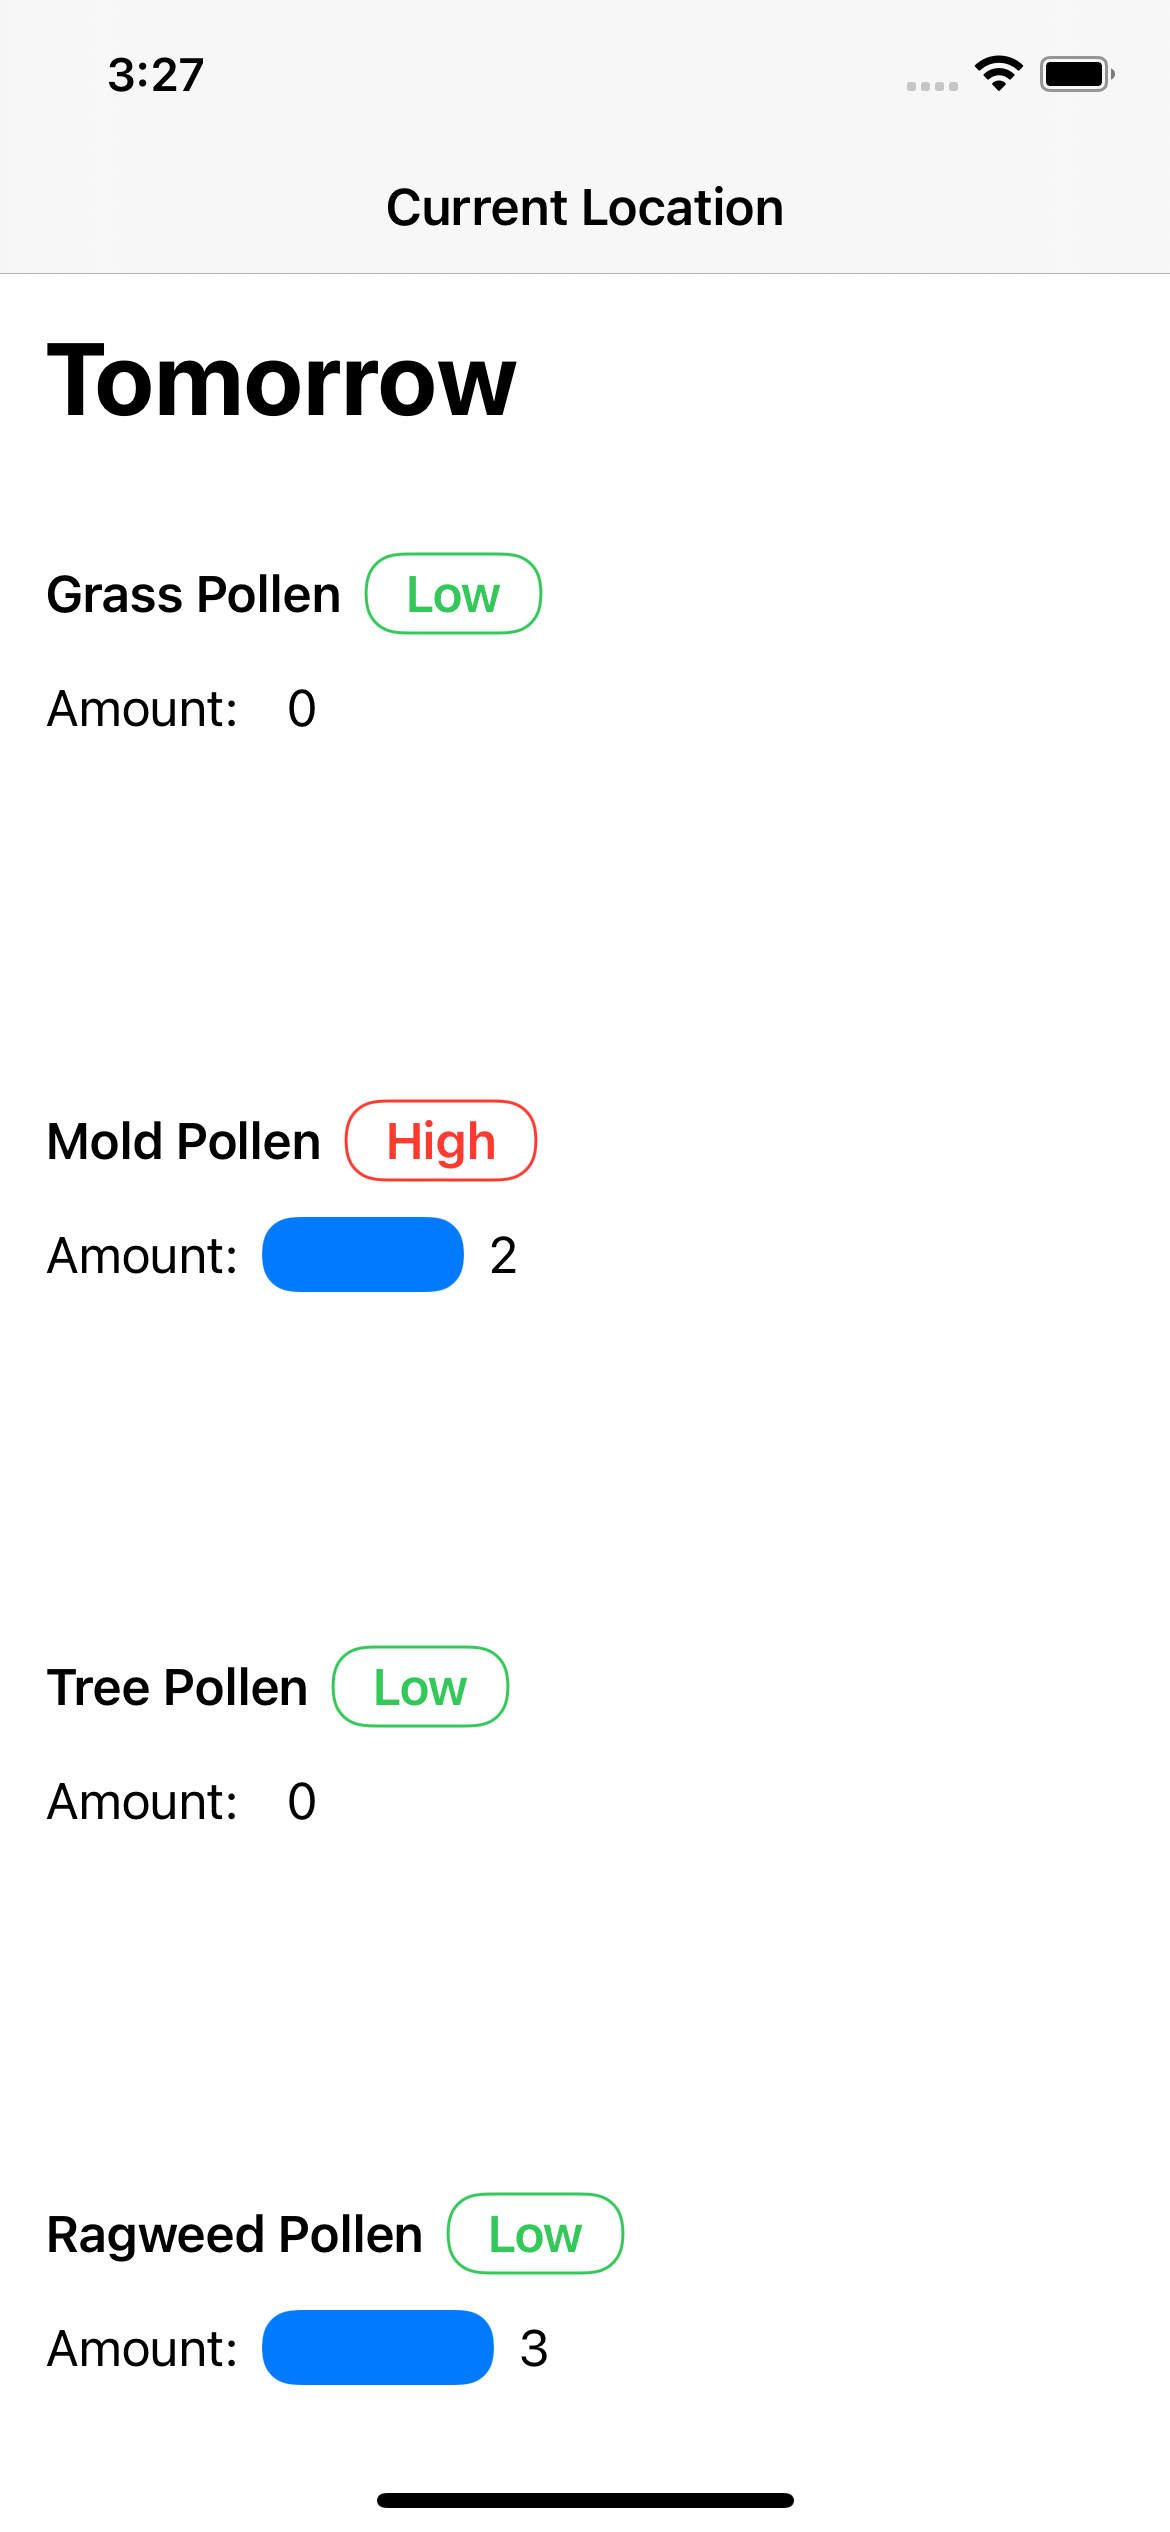 3:27
Current Location
Tomorrow
Grass Pollen Low
Amount: 0
Mold Pollen High
Amount: 2
Tree Pollen Low
Amount: 0
Ragweed Pollen Low
Amount: 3